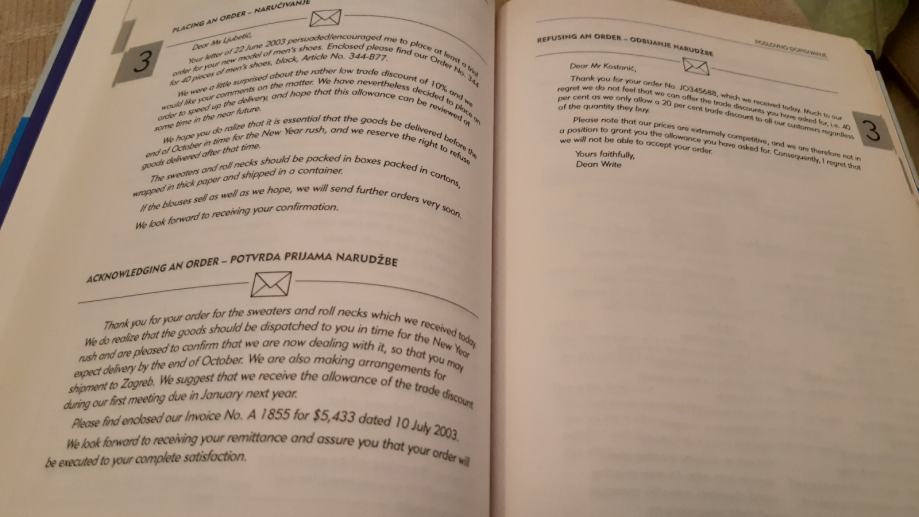 PLACING AN ORDER – NARUČIVANJE
3
Dear Ms Ljubetić,
Your letter of 22 June 2003 persuaded/encouraged me to place at least a trial
order for your new model of men's shoes. Enclosed please find our Order No. 344
for 40 pieces of men's shoes, black, Article No. 344-B77.
We were a little surprised about the rather low trade discount of 10% and we
would like your comments on the matter. We have nevertheless decided to place an
order to speed up the delivery, and hope that this allowance can be reviewed at
some time in the near future.
We hope you do ralize that it is essential that the goods be delivered before the
end of October in time for the New Year rush, and we reserve the right to refuse
goods delivered after that time.
The sweaters and roll necks should be packed in boxes packed in cartons,
wrapped in thick paper and shipped in a container.
If the blouses sell as well as we hope, we will send further orders very soon.
We look forward to receiving your confirmation.
ACKNOWLEDGING AN ORDER – POTVRDA PRIJAMA NARUDŽBE
Thank you for your order for the sweaters and roll necks which we received today.
We do realize that the goods should be dispatched to you in time for the New Year
rush and are pleased to confirm that we are now dealing with it, so that you may
expect delivery by the end of October. We are also making arrangements for
shipment to Zagreb. We suggest that we receive the allowance of the trade discount
during our first meeting due in January next year.
Please find enclosed our Invoice No. A 1855 for $5,433 dated 10 July 2003.
We look forward to receiving your remittance and assure you that your order will
be executed to your complete satisfaction.
POSLOVNO DOPISIVANJE
REFUSING AN ORDER – ODBIJANJE NARUDŽBE
Dear Mr Kostanić,
Thank you for your order No. JO345688, which we received today. Much to our
regret we do not feel that we can offer the trade discounts you have asked for, i.e. 40
per cent as we only allow a 20 per cent trade discount to all our customers regardless
of the quantity they buy.
3
Please note that our prices are extremely competitive, and we are therefore not in
a position to grant you the allowance you have asked for. Consequently, I regret that
we will not be able to accept your order.
Yours faithfully,
Dean Write